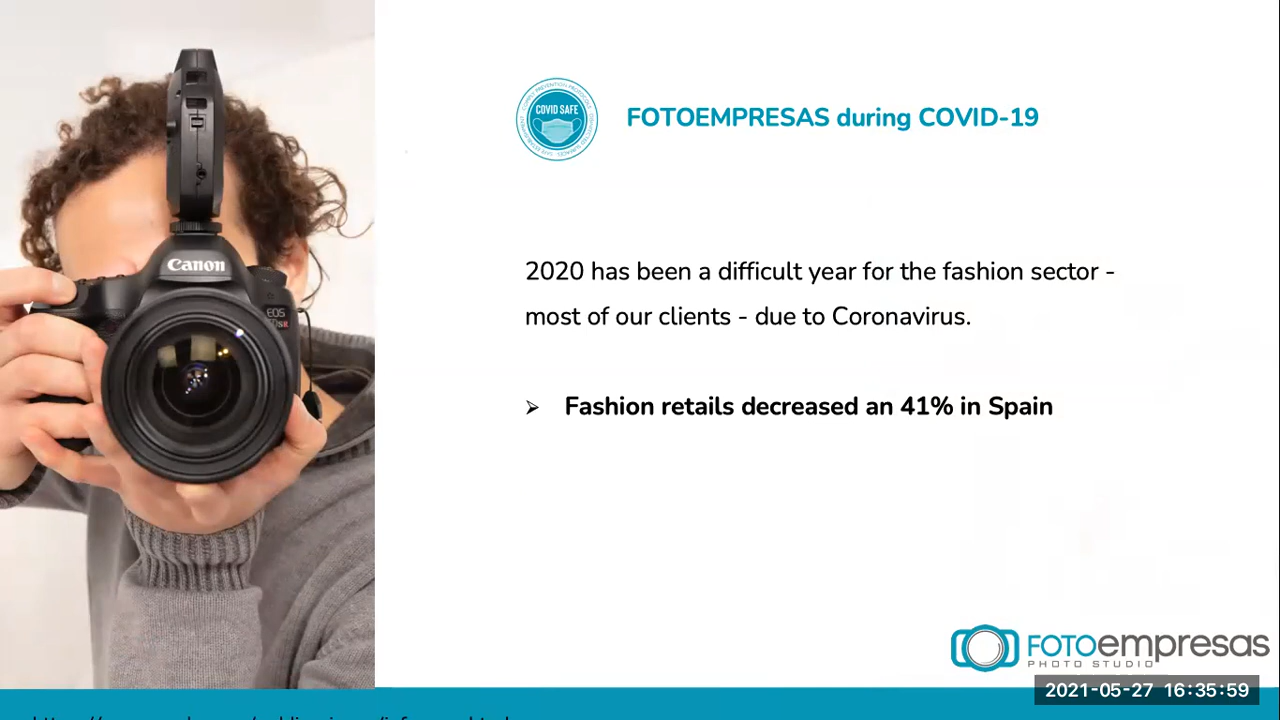 COVID SAFE
FOTOEMPRESAS during COVID-19
2020 has been a difficult year for the fashion sector -
most of our clients - due to Coronavirus.
➢ Fashion retails decreased an 41% in Spain
Canon
EOS
FOTOempresas
PHOTO STUDIO
2021-05-27 16:35:59